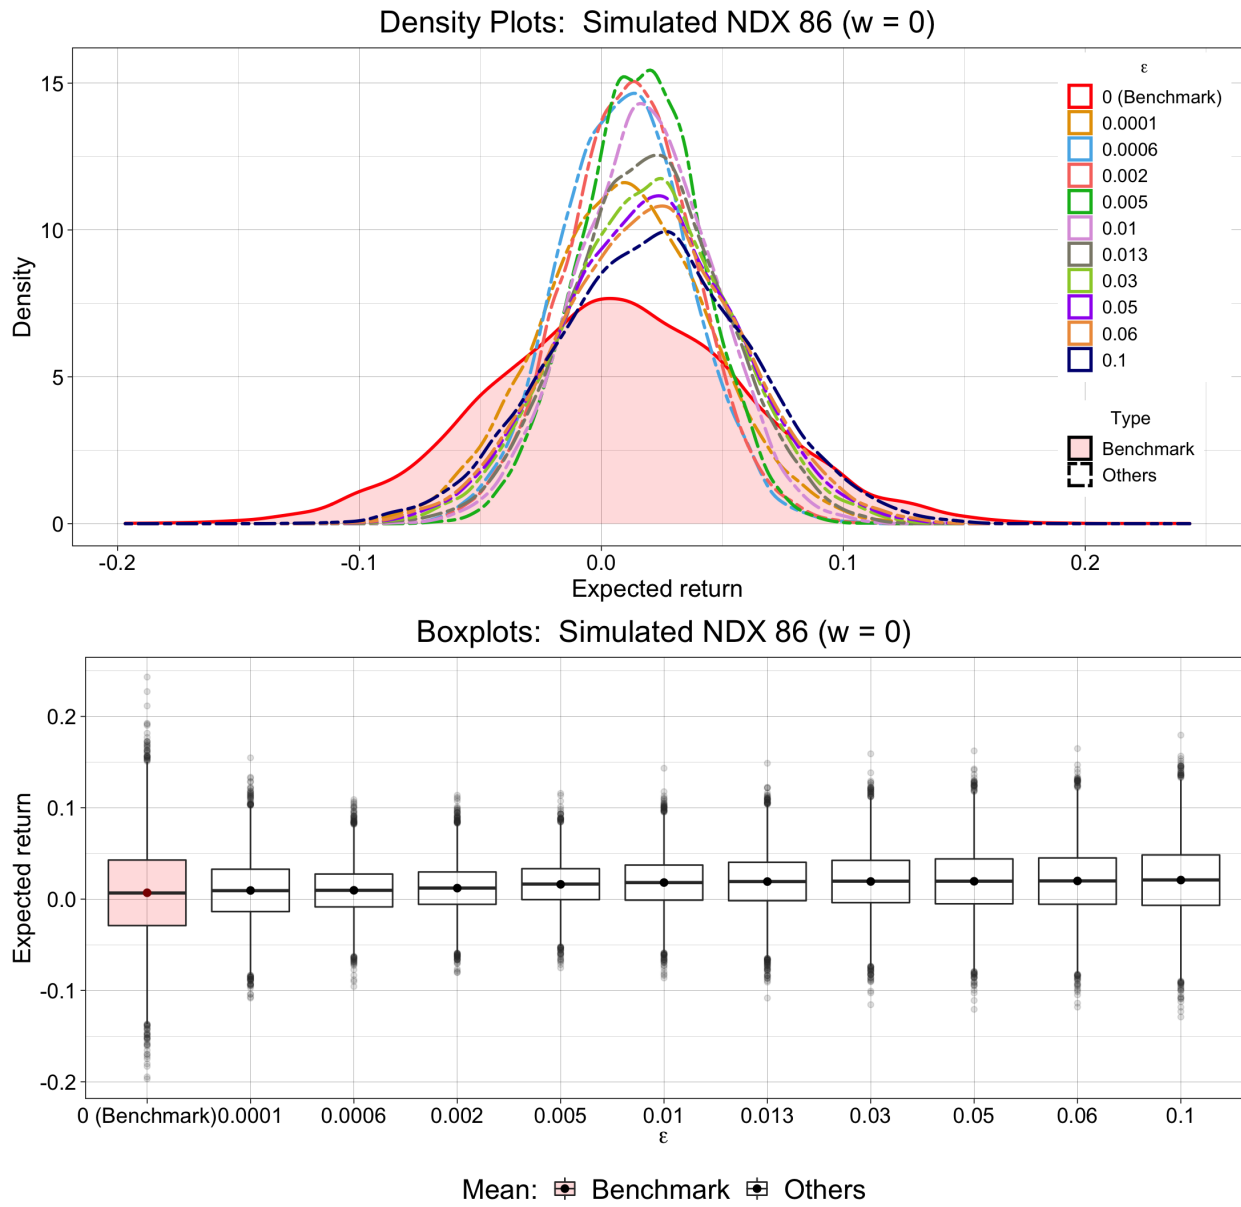 Density Plots:  Simulated NDX 86 (w = 0)
Density
15
10
5
0
-0.2
-0.1
0.0
0.1
0.2
Expected return
ε
0 (Benchmark)
0.0001
0.0006
0.002
0.005
0.01
0.013
0.03
0.05
0.06
0.1
Type
Benchmark
Others
Boxplots:  Simulated NDX 86 (w = 0)
Expected return
0.2
0.1
0.0
-0.1
-0.2
0 (Benchmark) 0.0001 0.0006 0.002 0.005 0.01 0.013 0.03 0.05 0.06 0.1
ε
Mean: Benchmark Others